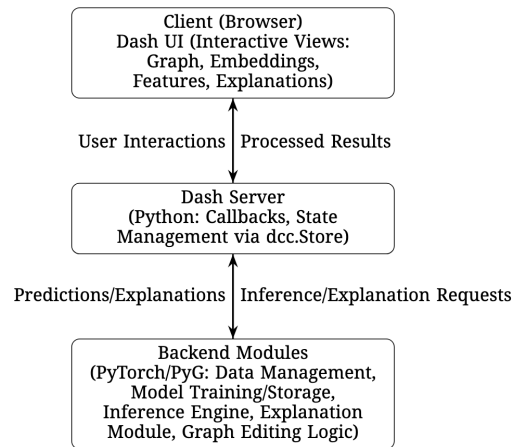 Client (Browser)
Dash UI (Interactive Views:
Graph, Embeddings,
Features, Explanations)
User Interactions Processed Results
Dash Server
(Python: Callbacks, State
Management via dcc.Store)
Predictions/Explanations Inference/Explanation Requests
Backend Modules
(PyTorch/PyG: Data Management,
Model Training/Storage,
Inference Engine, Explanation
Module, Graph Editing Logic)